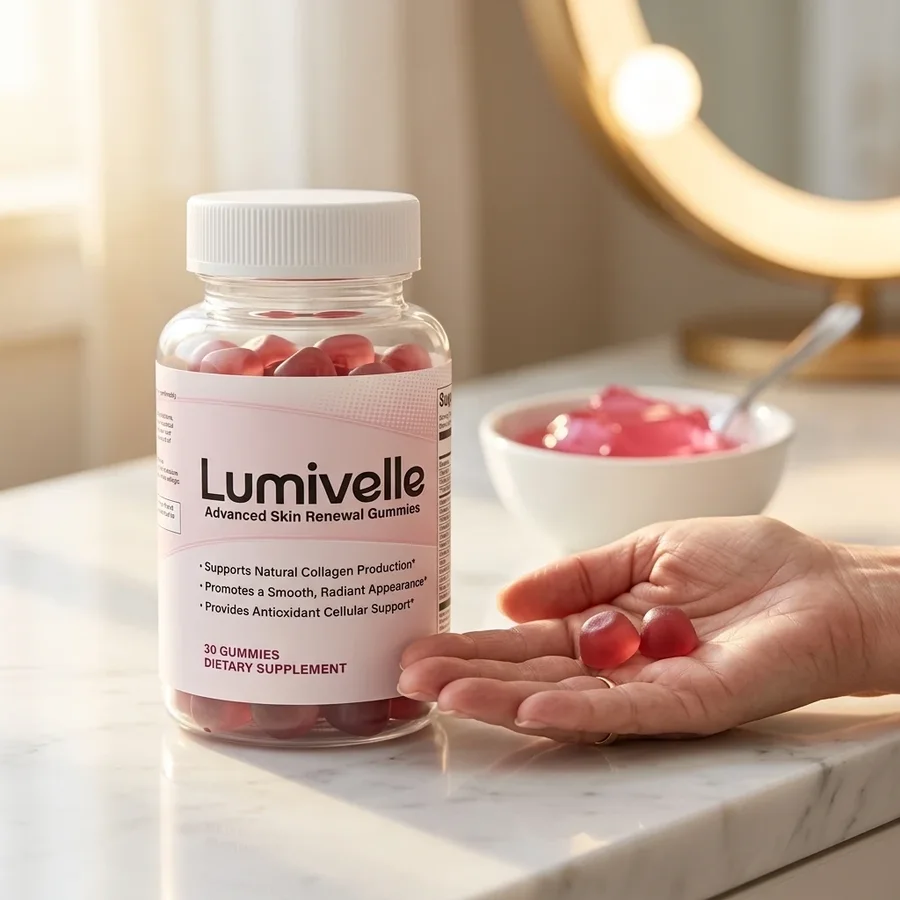 Lumivelle
Advanced Skin Renewal Gummies
· Supports Natural Collagen Production*
· Promotes a Smooth, Radiant Appearance*
· Provides Antioxidant Cellular Support*
30 GUMMIES
DIETARY SUPPLEMENT